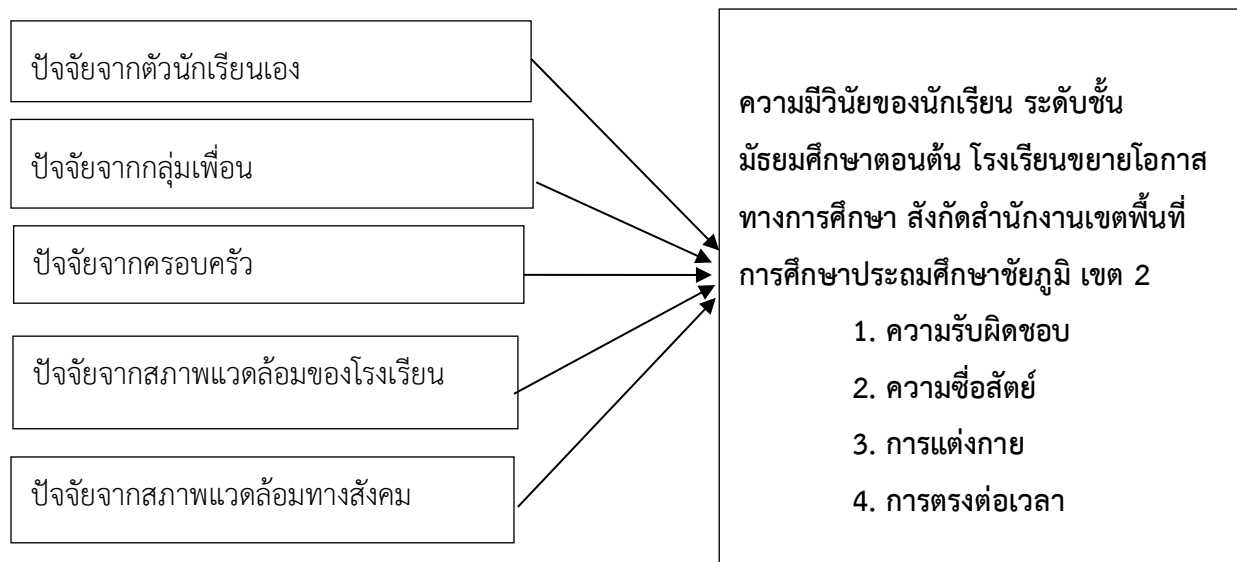 ปัจจัยจากตัวนักเรียนเอง
ปัจจัยจากกลุ่มเพื่อน
ปัจจัยจากครอบครัว
ปัจจัยจากสภาพแวดล้อมของโรงเรียน
ปัจจัยจากสภาพแวดล้อมทางสังคม
ความมีวินัยของนักเรียน ระดับชั้น
มัธยมศึกษาตอนต้น โรงเรียนขยายโอกาส
ทางการศึกษา สังกัดสำนักงานเขตพื้นที่
การศึกษาประถมศึกษาชัยภูมิ เขต 2
1. ความรับผิดชอบ
2. ความซื่อสัตย์
3. การแต่งกาย
4. การตรงต่อเวลา